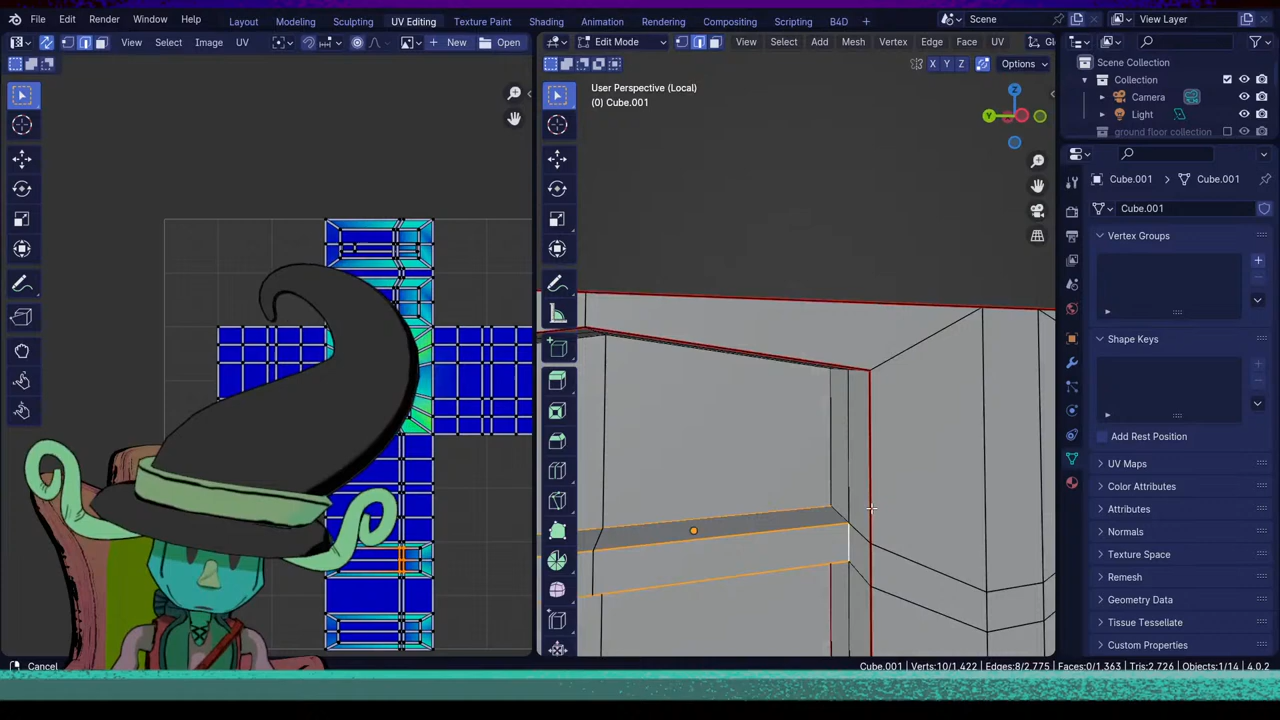 File Edit Render Window Help Layout Modeling Sculpting UV Editing Texture Paint Shading Animation Rendering Compositing Scripting B4D + Scene View Layer
View Select Image UV New Open Edit Mode View Select Add Mesh Vertex Edge Face UV
Scene Collection
X Y Z Options
Collection
User Perspective (Local)
Camera
(0) Cube.001
Light
Z
Y
ground floor collection
Cube.001 Cube.001
Cube.001
Vertex Groups
Shape Keys
Add Rest Position
UV Maps
Color Attributes
Attributes
Normals
Texture Space
Remesh
Geometry Data
Tissue Tessellate
Custom Properties
Cancel
Cube.001 | Verts:10/1.422 | Edges:8/2.775 | Faces:0/1.363 | Tris:2.726 | Objects:1/14 | 4.0.2